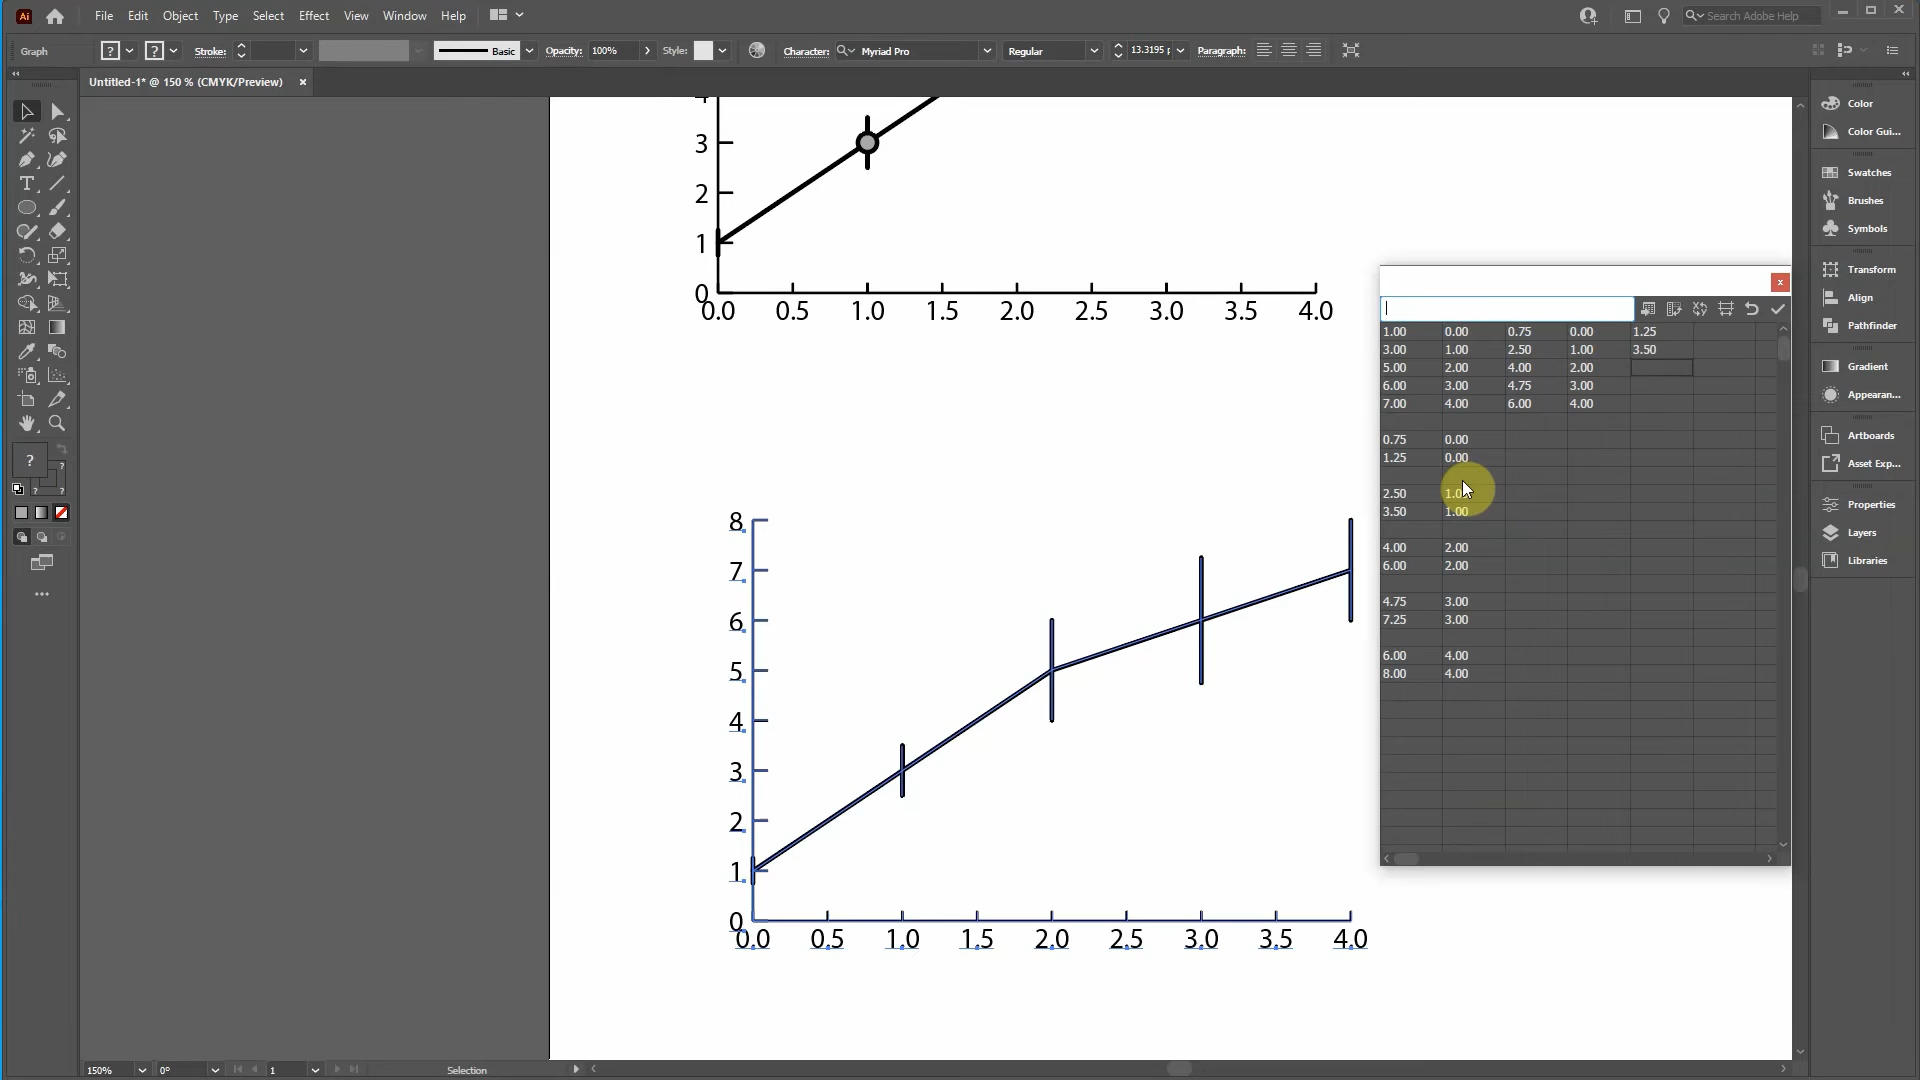 Ai File Edit Object Type Select Effect View Window Help Search Adobe Help
Graph ? ? Stroke: Basic Opacity: 100% Style: Character: Myriad Pro Regular 13.3195 p Paragraph:
Untitled-1* @ 150 % (CMYK/Preview)
Color
Color Gui...
Swatches
Brushes
Symbols
Transform
Align
Pathfinder
Gradient
Appearan...
Artboards
Asset Exp...
Properties
Layers
Libraries
4
3
2
1
0
0.0 0.5 1.0 1.5 2.0 2.5 3.0 3.5 4.0
1.00 0.00 0.75 0.00 1.25
3.00 1.00 2.50 1.00 3.50
5.00 2.00 4.00 2.00
6.00 3.00 4.75 3.00
7.00 4.00 6.00 4.00
0.75 0.00
1.25 0.00
2.50 1.00
3.50 1.00
4.00 2.00
6.00 2.00
4.75 3.00
7.25 3.00
6.00 4.00
8.00 4.00
8
7
6
5
4
3
2
1
0
0.0 0.5 1.0 1.5 2.0 2.5 3.0 3.5 4.0
150% 0° 1 Selection